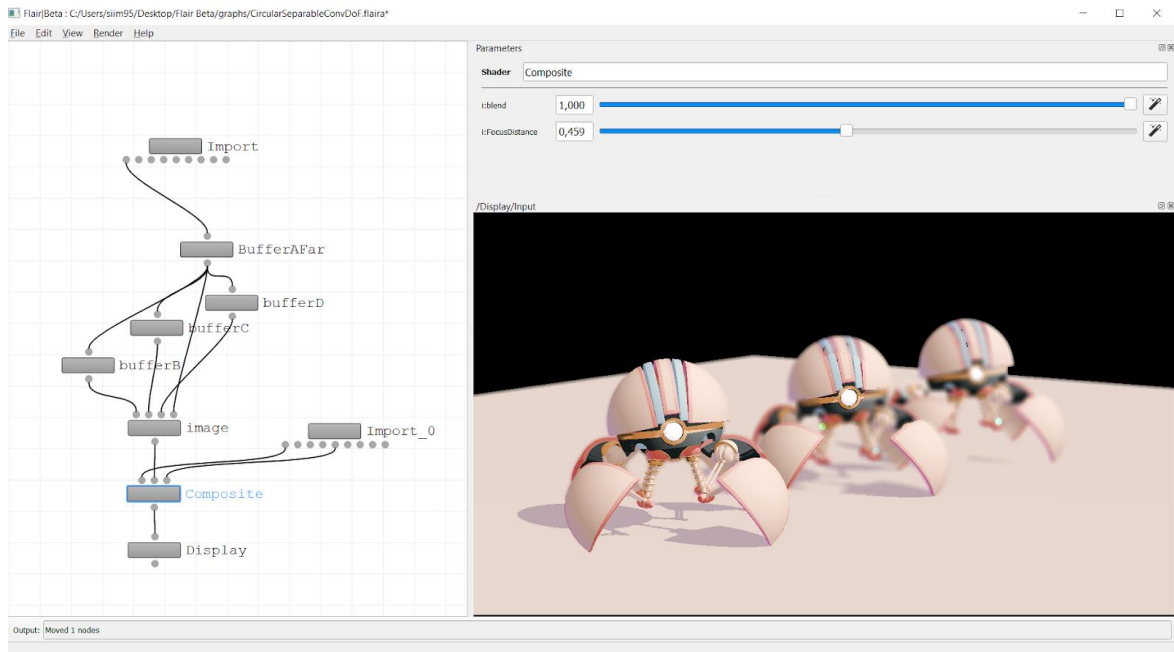 Flair|Beta : C:/Users/siim95/Desktop/Flair Beta/graphs/CircularSeparableConvDoF.flaira*
File Edit View Render Help
Import
BufferAFar
bufferD
bufferC
bufferB
image
Import_0
Composite
Display
Parameters
Shader Composite
i:blend 1,000
i:FocusDistance 0,459
/Display/Input
Output: Moved 1 nodes